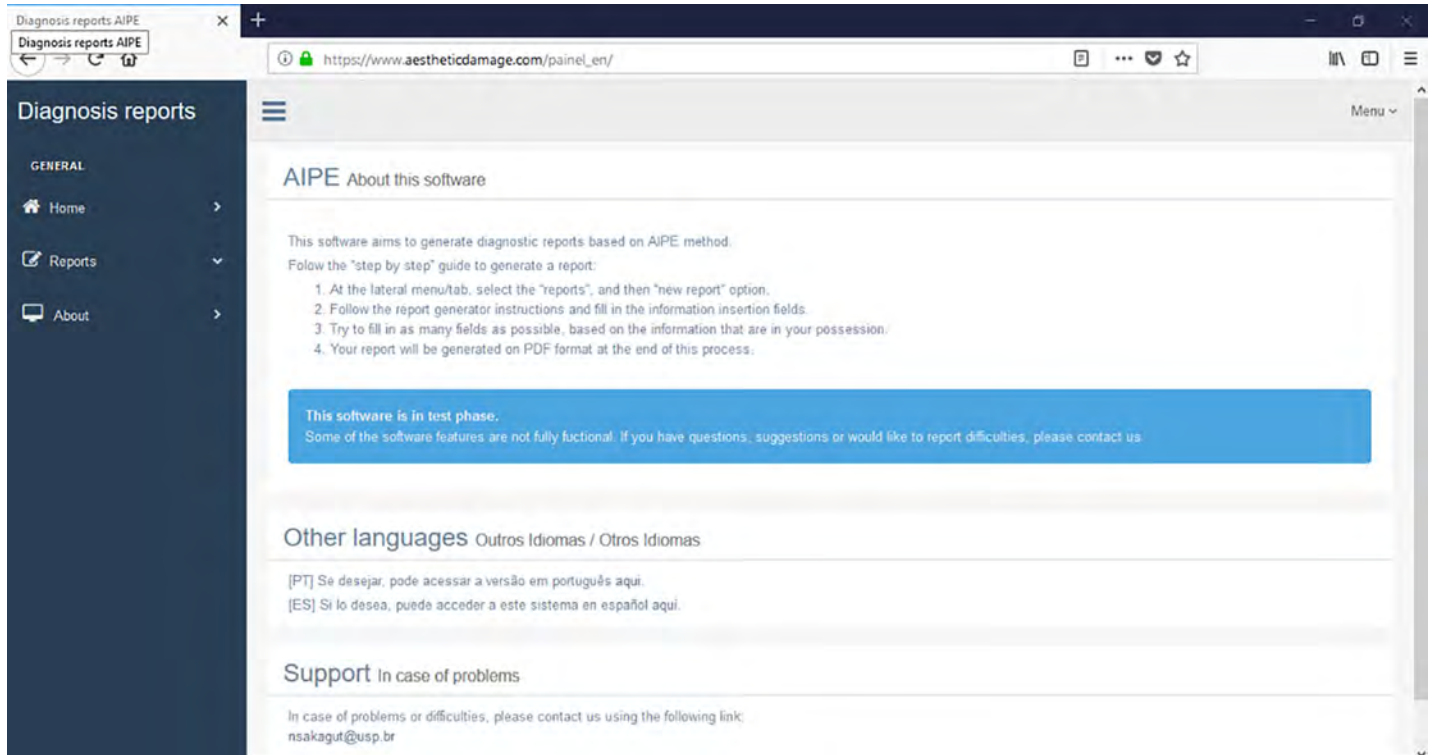 Diagnosis reports AIPE
Diagnosis reports AIPE
https://www.aestheticdamage.com/painel_en/
Diagnosis reports
Menu
GENERAL
Home
Reports
About
AIPE About this software
This software aims to generate diagnostic reports based on AIPE method.
Folow the "step by step" guide to generate a report:
1. At the lateral menu/tab, select the "reports", and then "new report" option.
2. Follow the report generator instructions and fill in the information insertion fields.
3. Try to fill in as many fields as possible, based on the information that are in your possession.
4. Your report will be generated on PDF format at the end of this process.
This software is in test phase.
Some of the software features are not fully fuctional. If you have questions, suggestions or would like to report difficulties, please contact us
Other languages Outros Idiomas / Otros Idiomas
[PT] Se desejar, pode acessar a versão em português aqui.
[ES] Si lo desea, puede acceder a este sistema en español aquí.
Support In case of problems
In case of problems or difficulties, please contact us using the following link:
nsakagut@usp.br